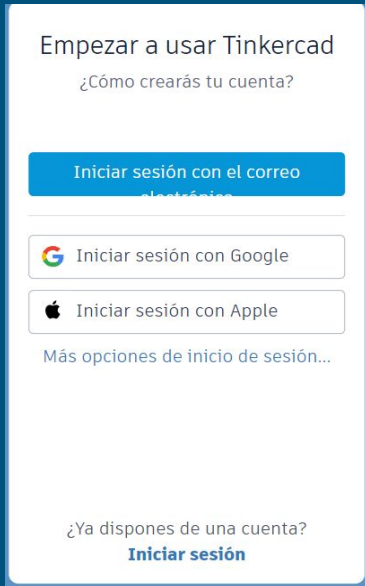 Empezar a usar Tinkercad
¿Cómo crearás tu cuenta?
Iniciar sesión con el correo
electrónico
Iniciar sesión con Google
Iniciar sesión con Apple
Más opciones de inicio de sesión...
¿Ya dispones de una cuenta?
Iniciar sesión